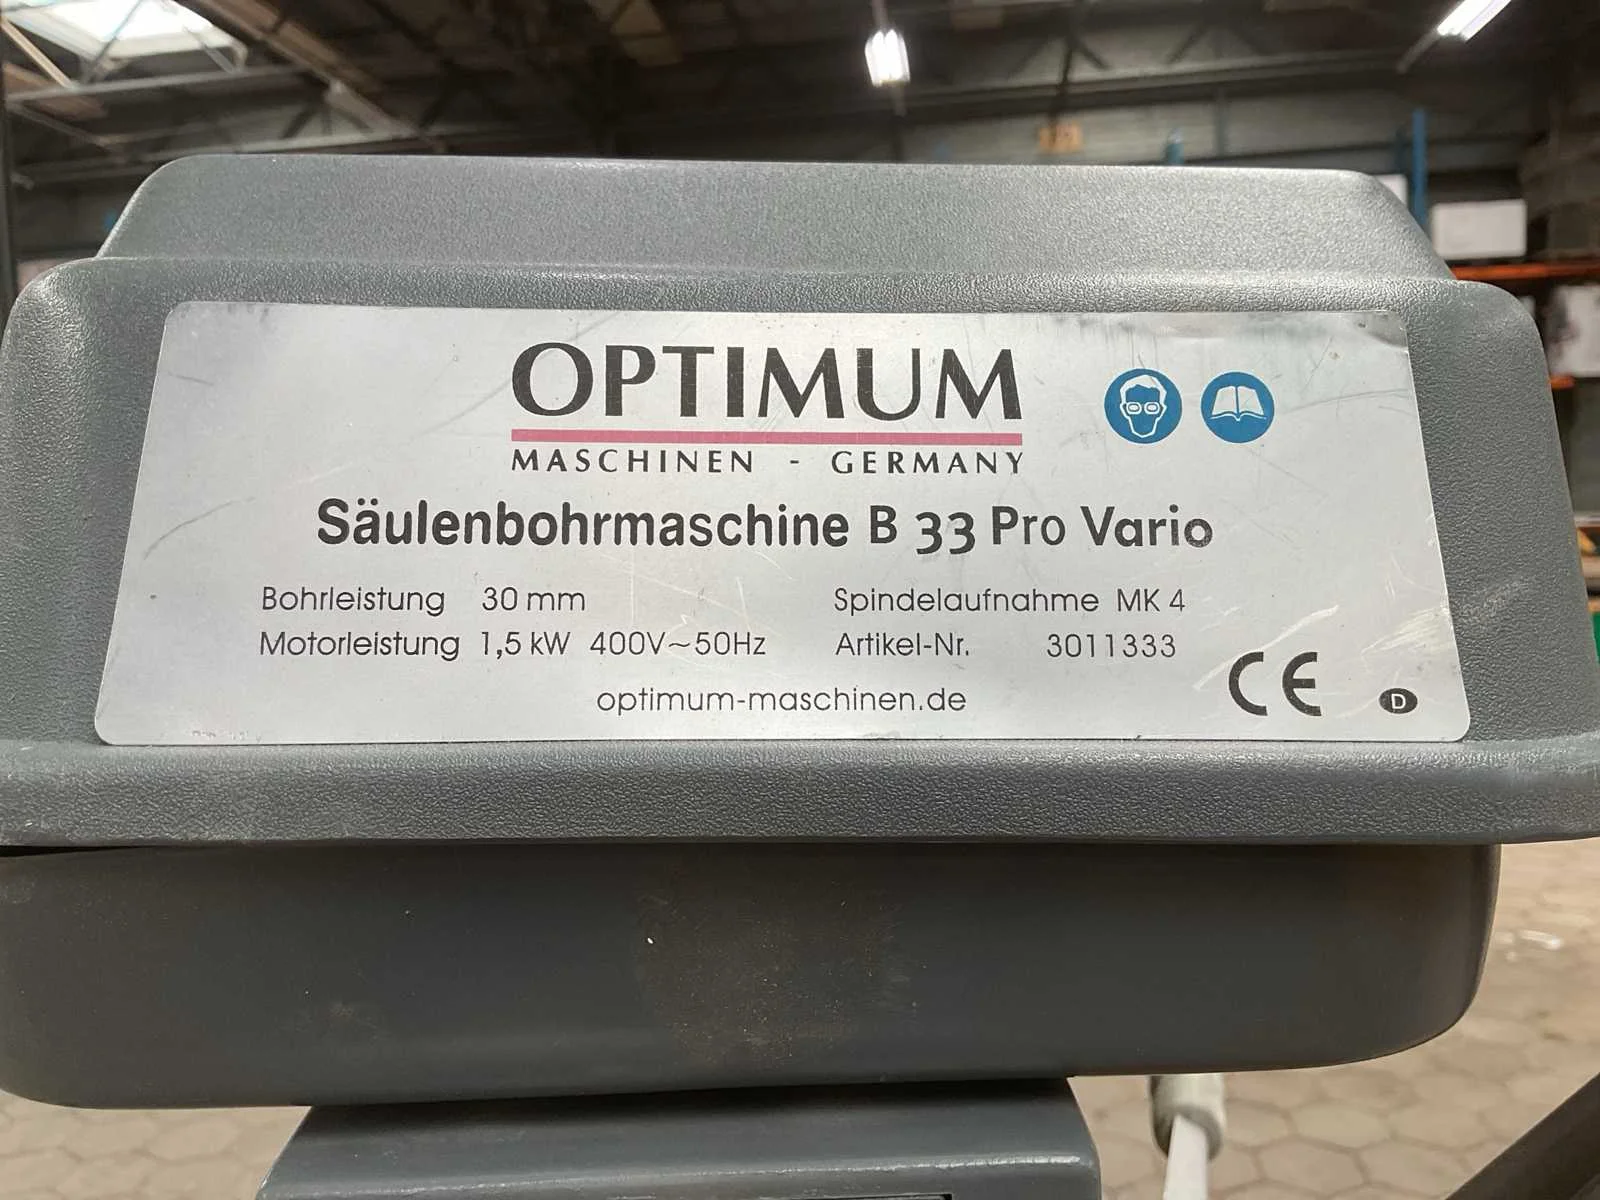 OPTIMUM
MASCHINEN - GERMANY
Säulenbohrmaschine B 33 Pro Vario
Bohrleistung 30 mm Spindelaufnahme MK 4
Motorleistung 1,5 kW 400V~50Hz Artikel-Nr. 3011333
optimum-maschinen.de
CE
D